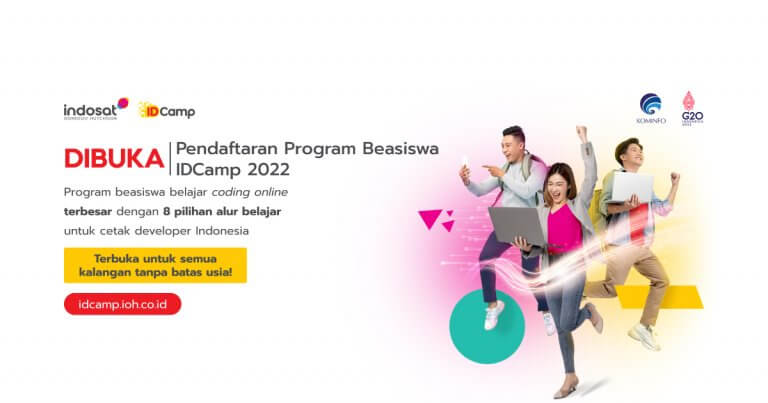 indosat
OOREDOO HUTCHISON
IDCamp
KOMINFO
G20
INDONESIA
2022
DIBUKA
Pendaftaran Program Beasiswa
IDCamp 2022
Program beasiswa belajar coding online
terbesar dengan 8 pilihan alur belajar
untuk cetak developer Indonesia
Terbuka untuk semua
kalangan tanpa batas usia!
idcamp.ioh.co.id